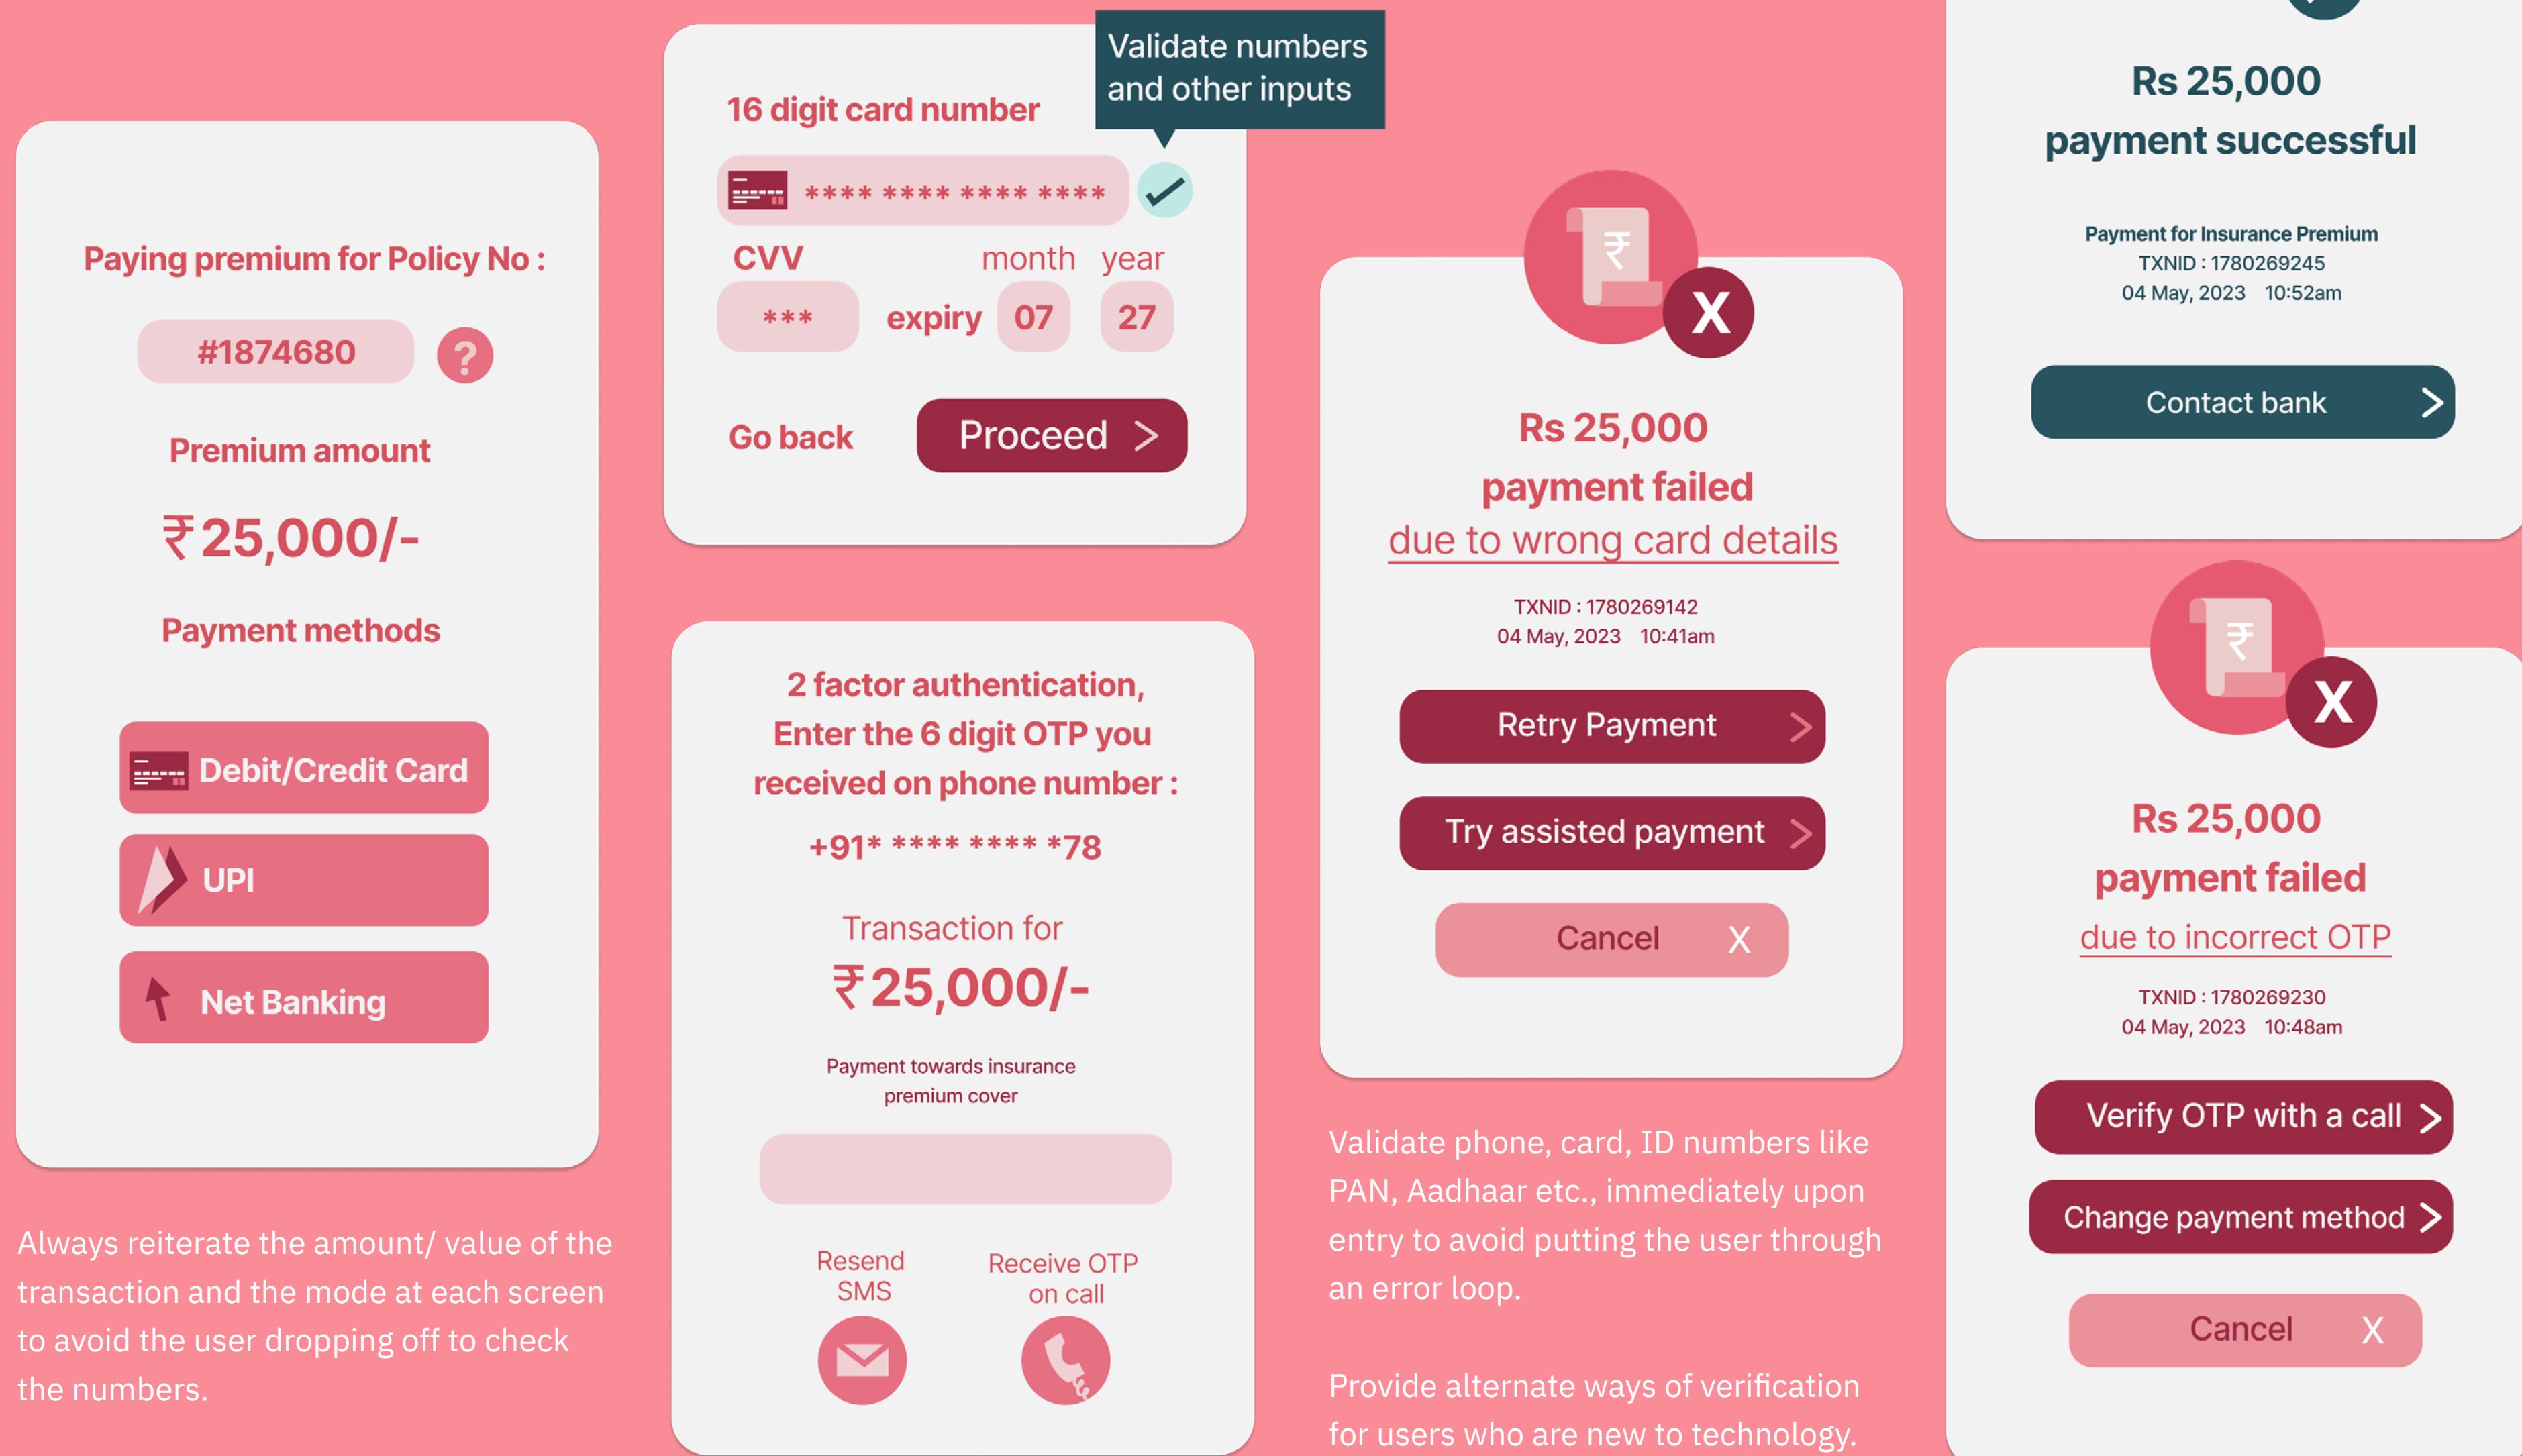 Paying premium for Policy No :
#1874680
?
Premium amount
₹25,000/-
Payment methods
Debit/Credit Card
UPI
Net Banking
Always reiterate the amount/ value of the
transaction and the mode at each screen
to avoid the user dropping off to check
the numbers.
Validate numbers
and other inputs
16 digit card number
**** **** **** ****
CVV month year
*** expiry 07 27
Go back Proceed >
2 factor authentication,
Enter the 6 digit OTP you
received on phone number :
+91* **** **** *78
Transaction for
₹25,000/-
Payment towards insurance
premium cover
Resend
SMS
Receive OTP
on call
₹
X
Rs 25,000
payment failed
due to wrong card details
TXNID : 1780269142
04 May, 2023 10:41am
Retry Payment >
Try assisted payment >
Cancel X
Validate phone, card, ID numbers like
PAN, Aadhaar etc., immediately upon
entry to avoid putting the user through
an error loop.
Provide alternate ways of verification
for users who are new to technology.
Rs 25,000
payment successful
Payment for Insurance Premium
TXNID : 1780269245
04 May, 2023 10:52am
Contact bank >
₹
X
Rs 25,000
payment failed
due to incorrect OTP
TXNID : 1780269230
04 May, 2023 10:48am
Verify OTP with a call >
Change payment method >
Cancel X